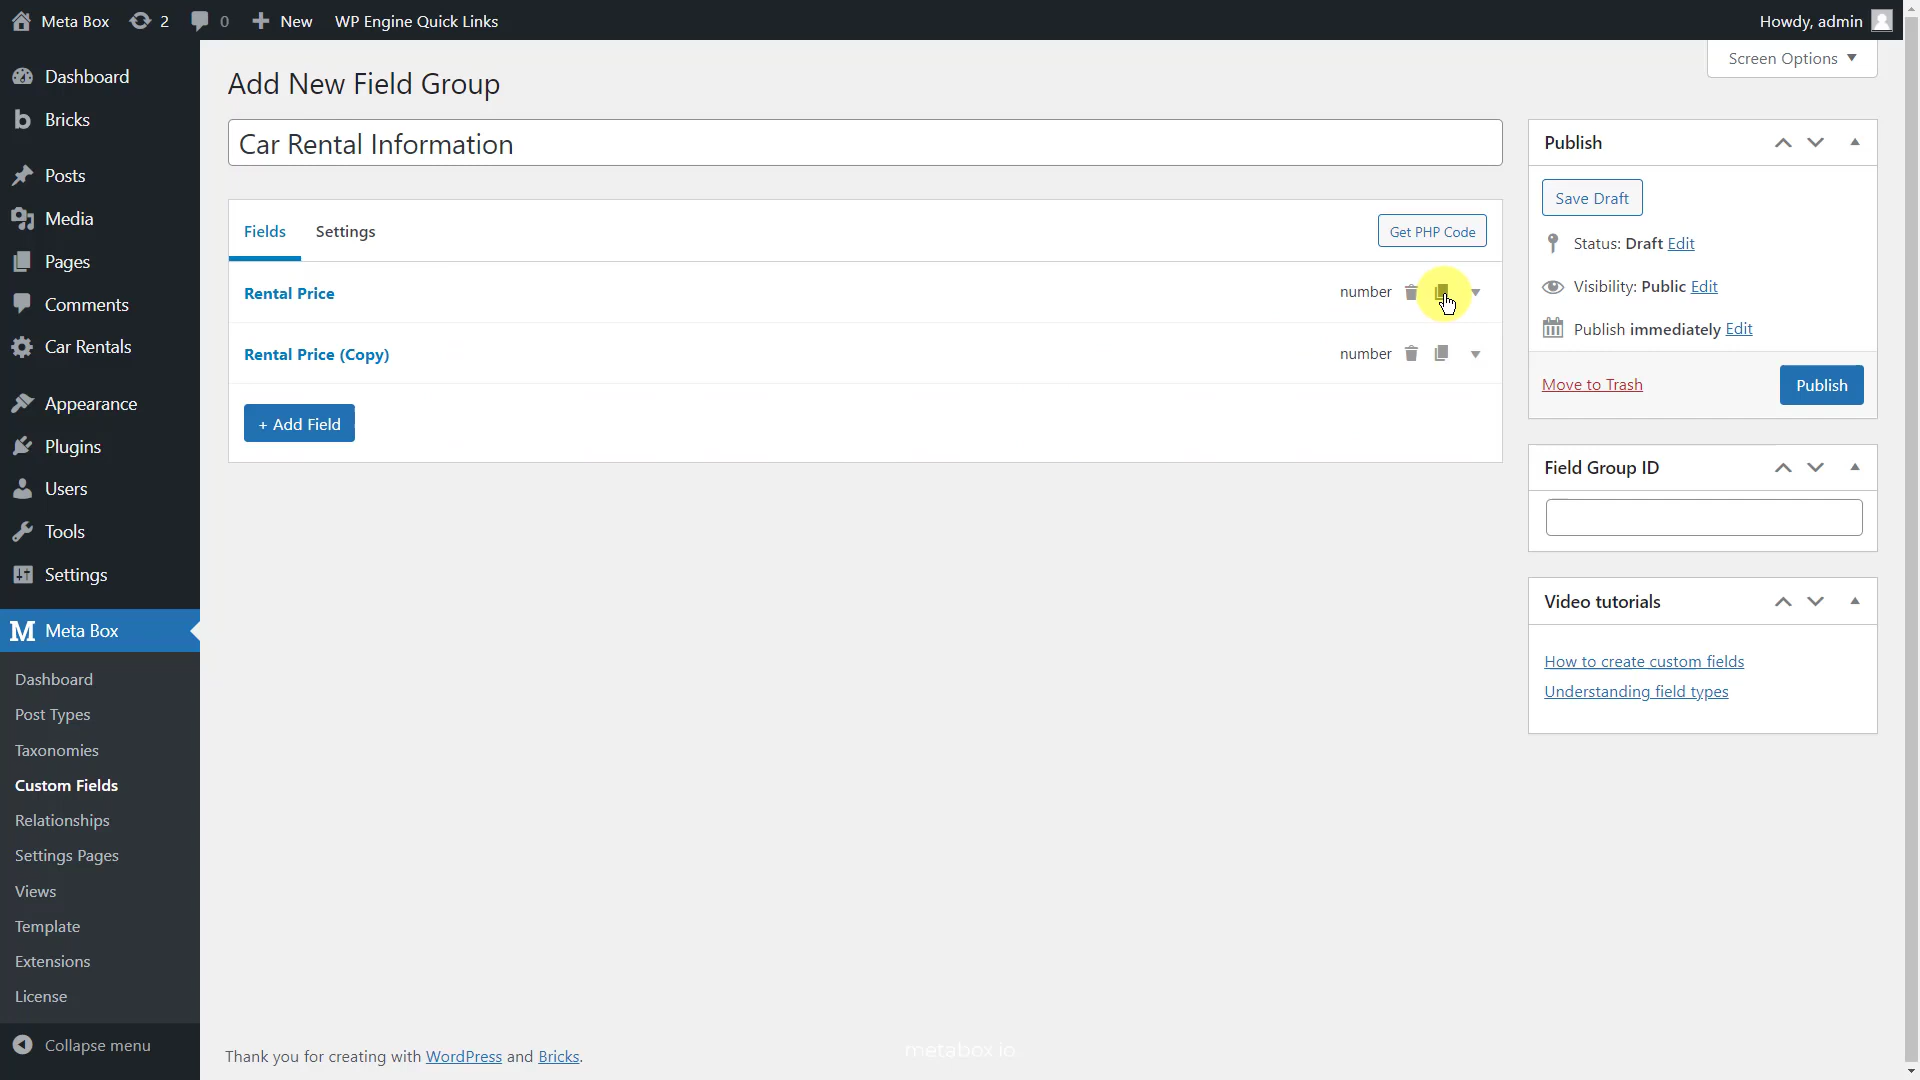 Meta Box 2 0 New WP Engine Quick Links Howdy, admin
Screen Options
Dashboard
Bricks
Posts
Media
Pages
Comments
Car Rentals
Appearance
Plugins
Users
Tools
Settings
Meta Box
Dashboard
Post Types
Taxonomies
Custom Fields
Relationships
Settings Pages
Views
Template
Extensions
License
Collapse menu
Add New Field Group
Car Rental Information
Fields Settings Get PHP Code
Rental Price number
Rental Price (Copy) number
+ Add Field
Publish
Save Draft
Status: Draft Edit
Visibility: Public Edit
Publish immediately Edit
Move to Trash Publish
Field Group ID
Video tutorials
How to create custom fields
Understanding field types
Thank you for creating with WordPress and Bricks.
metabox.io